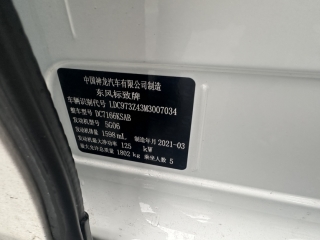 中国神龙汽车有限公司制造
东风标致牌
车辆识别代号 LDC973Z43M3007034
整车型号 DC7166KSAB
发动机型号 5G06
发动机排量 1598 mL 制造年月 2021-03
发动机最大净功率 125 kW
最大允许总质量 1802 kg 乘坐人数 5